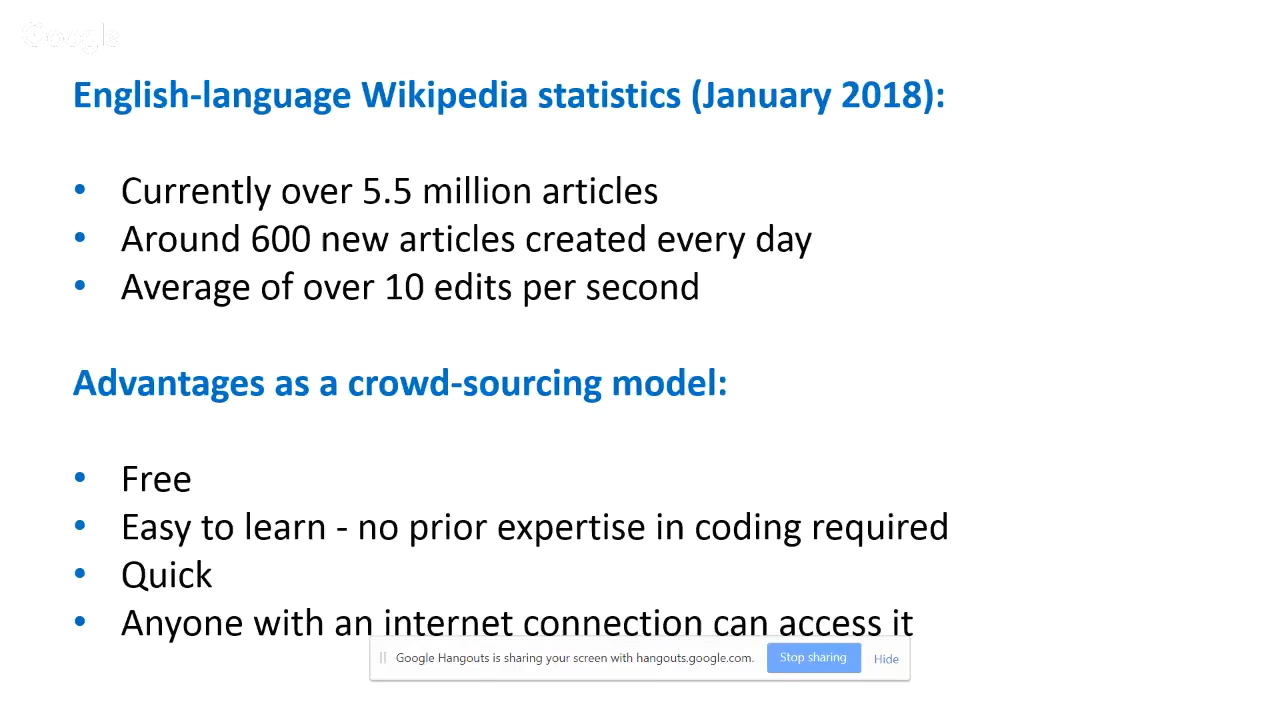 Google
English-language Wikipedia statistics (January 2018):
• Currently over 5.5 million articles
• Around 600 new articles created every day
• Average of over 10 edits per second
Advantages as a crowd-sourcing model:
• Free
• Easy to learn - no prior expertise in coding required
• Quick
• Anyone with an internet connection can access it
Google Hangouts is sharing your screen with hangouts.google.com. Stop sharing Hide